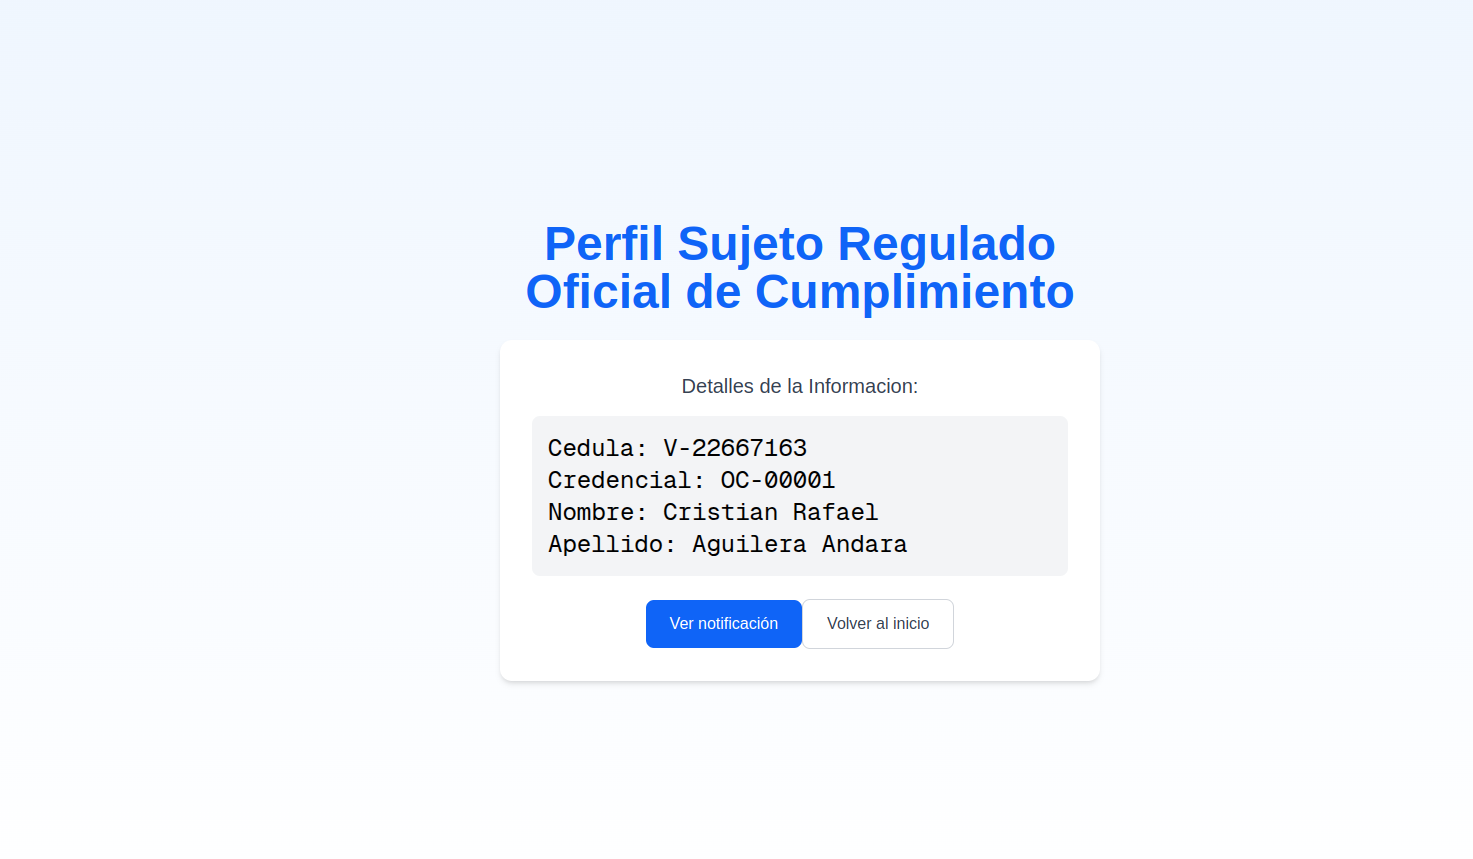 Perfil Sujeto Regulado
Oficial de Cumplimiento
Detalles de la Informacion:
Cedula: V-22667163
Credencial: OC-00001
Nombre: Cristian Rafael
Apellido: Aguilera Andara
Ver notificación
Volver al inicio